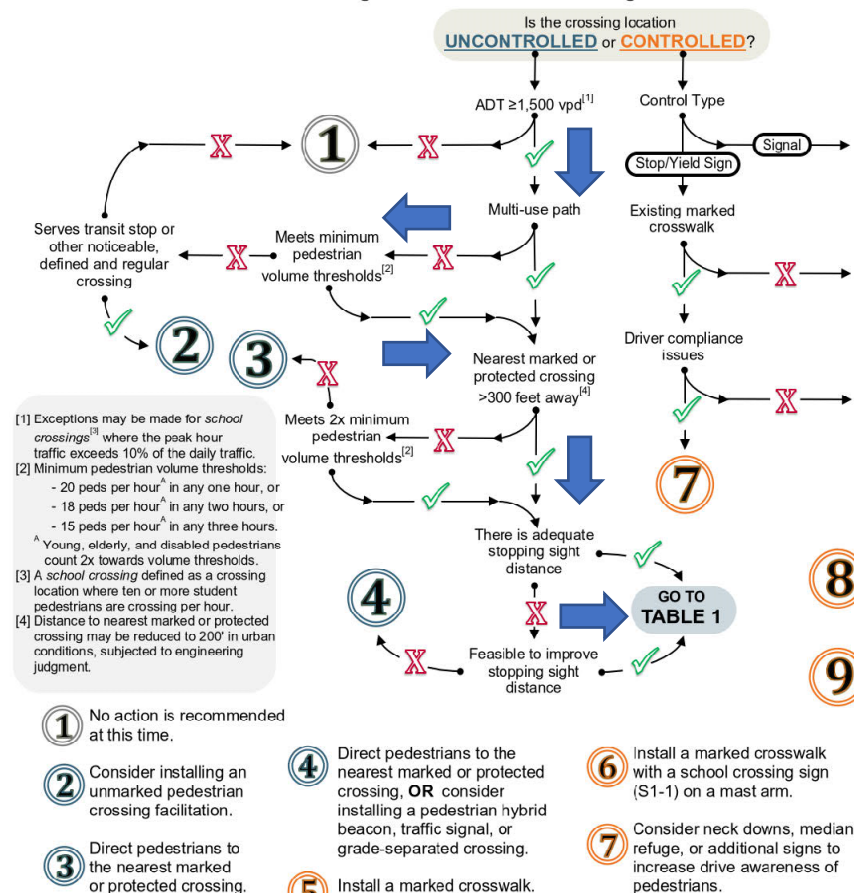 Is the crossing location
UNCONTROLLED or CONTROLLED?
ADT ≥1,500 vpd[1]
Control Type
1
Signal
Stop/Yield Sign
Multi-use path
Existing marked
crosswalk
Serves transit stop or
other noticeable,
defined and regular
crossing
Meets minimum
pedestrian
volume thresholds[2]
2
3
Nearest marked or
protected crossing
>300 feet away[4]
Driver compliance
issues
Meets 2x minimum
pedestrian
volume thresholds[2]
7
[1] Exceptions may be made for school
crossings[3] where the peak hour
traffic exceeds 10% of the daily traffic.
[2] Minimum pedestrian volume thresholds:
- 20 peds per hourA in any one hour, or
- 18 peds per hourA in any two hours, or
- 15 peds per hourA in any three hours.
A Young, elderly, and disabled pedestrians
count 2x towards volume thresholds.
[3] A school crossing defined as a crossing
location where ten or more student
pedestrians are crossing per hour.
[4] Distance to nearest marked or protected
crossing may be reduced to 200' in urban
conditions, subjected to engineering
judgment.
There is adequate
stopping sight
distance
4
GO TO
TABLE 1
8
Feasible to improve
stopping sight
distance
9
1 No action is recommended
at this time.
2 Consider installing an
unmarked pedestrian
crossing facilitation.
3 Direct pedestrians to
the nearest marked
or protected crossing.
4 Direct pedestrians to the
nearest marked or protected
crossing, OR consider
installing a pedestrian hybrid
beacon, traffic signal, or
grade-separated crossing.
5 Install a marked crosswalk.
6 Install a marked crosswalk
with a school crossing sign
(S1-1) on a mast arm.
7 Consider neck downs, median
refuge, or additional signs to
increase drive awareness of
pedestrians.